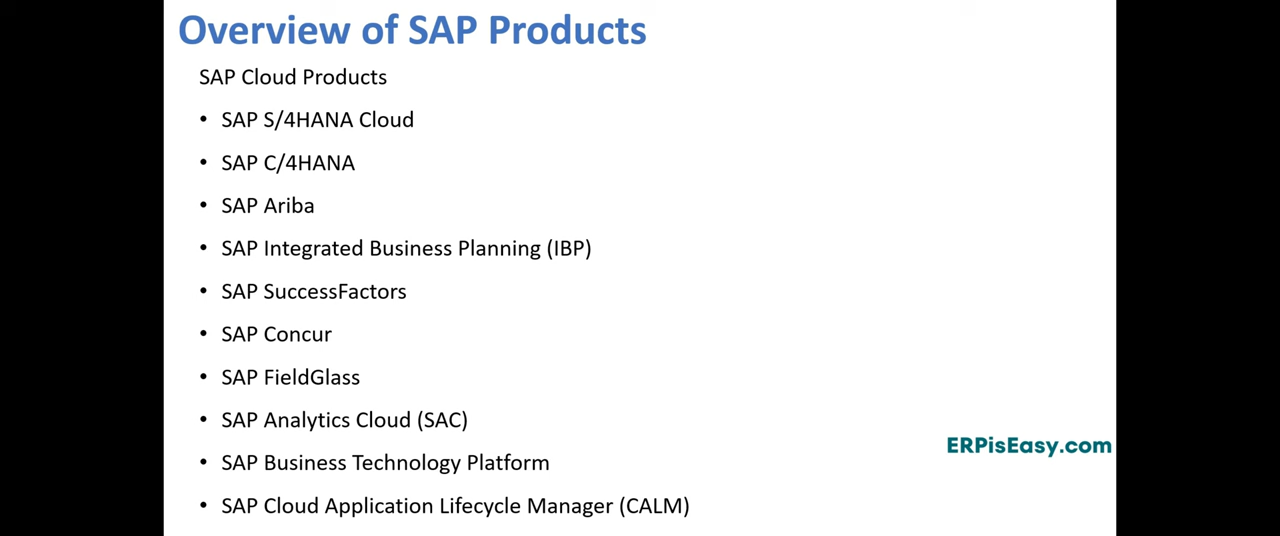 Overview of SAP Products
SAP Cloud Products
• SAP S/4HANA Cloud
• SAP C/4HANA
• SAP Ariba
• SAP Integrated Business Planning (IBP)
• SAP SuccessFactors
• SAP Concur
• SAP FieldGlass
• SAP Analytics Cloud (SAC)
ERPisEasy.com
• SAP Business Technology Platform
• SAP Cloud Application Lifecycle Manager (CALM)